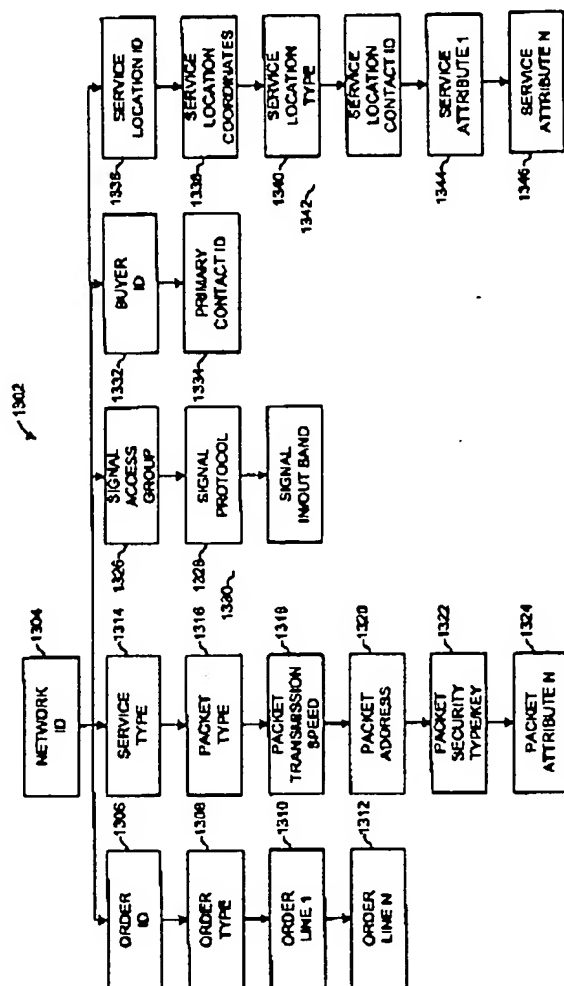 1302
1304
NETWORK
ID
1306
ORDER
ID
1308
ORDER
TYPE
1310
ORDER
LINE 1
1312
ORDER
LINE N
1314
SERVICE
TYPE
1316
PACKET
TYPE
1318
PACKET
TRANSMISSION
SPEED
1320
PACKET
ADDRESS
1322
PACKET
SECURITY
TYPE/KEY
1324
PACKET
ATTRIBUTE N
1326
SIGNAL
ACCESS
GROUP
1328
SIGNAL
PROTOCOL
1330
SIGNAL
IN/OUT BAND
1332
BUYER
ID
1334
PRIMARY
CONTACT ID
1336
SERVICE
LOCATION ID
1338
SERVICE
LOCATION
COORDINATES
1340
SERVICE
LOCATION
TYPE
1342
SERVICE
LOCATION
CONTACT ID
1344
SERVICE
ATTRIBUTE 1
1346
SERVICE
ATTRIBUTE N